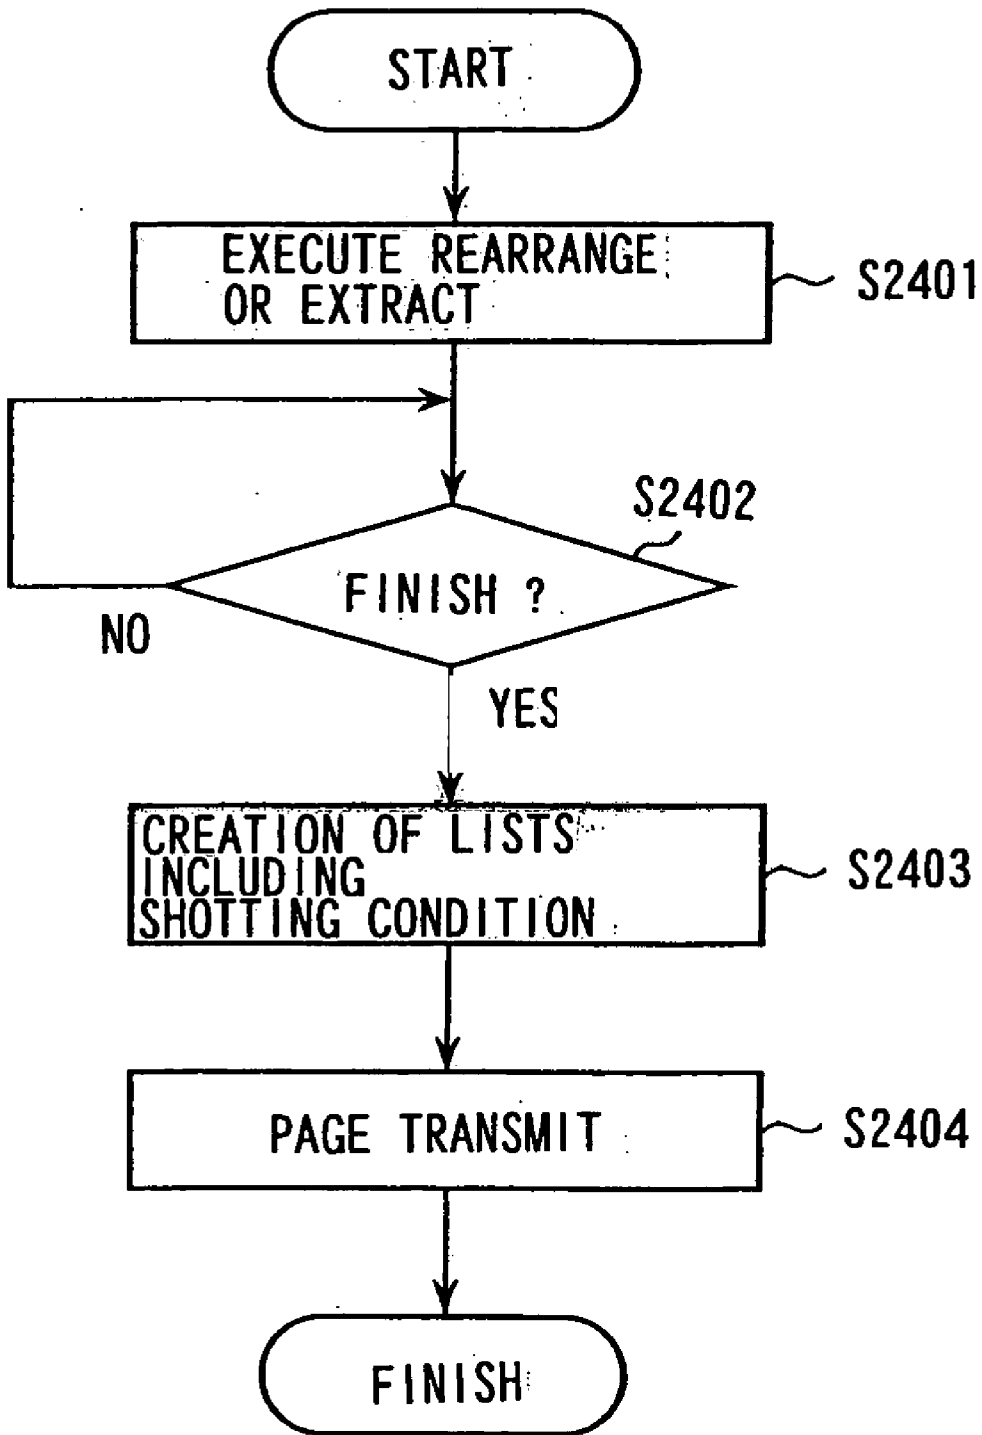 START
EXECUTE REARRANGE
OR EXTRACT
S2401
S2402
FINISH ?
NO
YES
CREATION OF LISTS
INCLUDING
SHOTTING CONDITION
S2403
PAGE TRANSMIT
S2404
FINISH